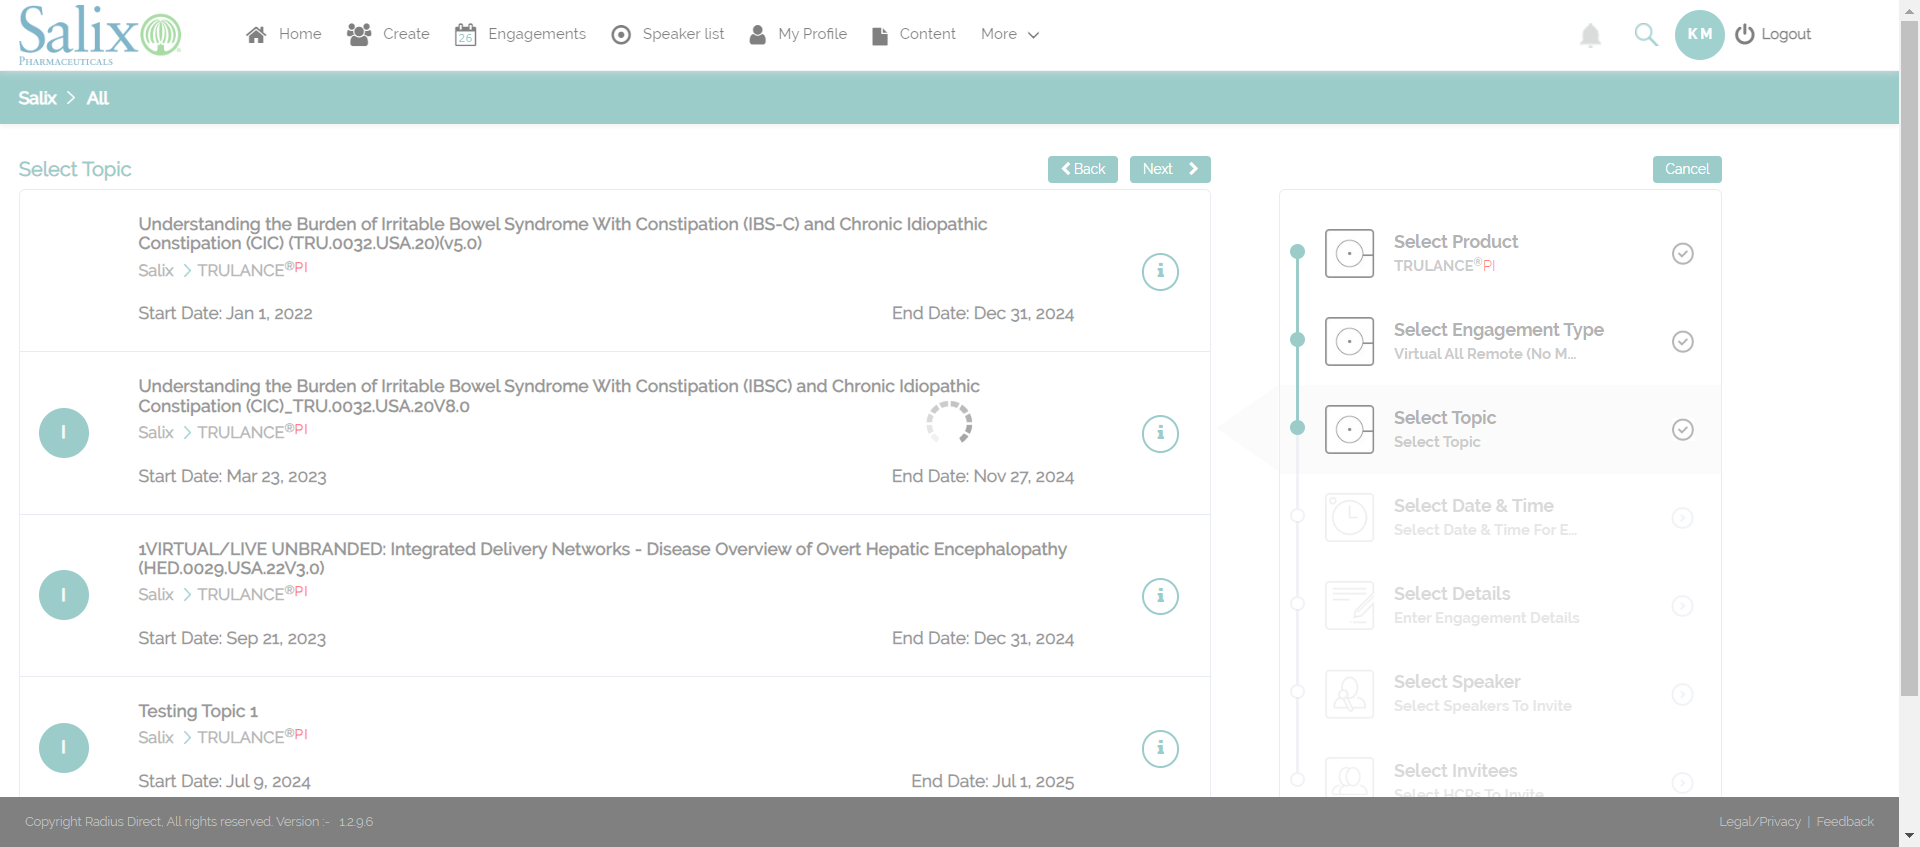 Salix
PHARMACEUTICALS
Home
Create
26
Engagements
Speaker list
My Profile
Content
More
KM
Logout
Salix > All
Select Topic
Back
Next
Cancel
Understanding the Burden of Irritable Bowel Syndrome With Constipation (IBS-C) and Chronic Idiopathic
Constipation (CIC) (TRU.0032.USA.20)(v5.0)
Salix > TRULANCE®PI
i
Start Date: Jan 1, 2022
End Date: Dec 31, 2024
Understanding the Burden of Irritable Bowel Syndrome With Constipation (IBSC) and Chronic Idiopathic
Constipation (CIC)_TRU.0032.USA.20V8.0
I
Salix > TRULANCE®PI
i
Start Date: Mar 23, 2023
End Date: Nov 27, 2024
1VIRTUAL/LIVE UNBRANDED: Integrated Delivery Networks - Disease Overview of Overt Hepatic Encephalopathy
(HED.0029.USA.22V3.0)
I
Salix > TRULANCE®PI
i
Start Date: Sep 21, 2023
End Date: Dec 31, 2024
Testing Topic 1
I
Salix > TRULANCE®PI
i
Start Date: Jul 9, 2024
End Date: Jul 1, 2025
Select Product
TRULANCE®PI
Select Engagement Type
Virtual All Remote (No M...
Select Topic
Select Topic
Select Date & Time
Select Date & Time For E...
Select Details
Enter Engagement Details
Select Speaker
Select Speakers To Invite
Select Invitees
Select HCPs To Invite
Copyright Radius Direct, All rights reserved. Version :- 1.2.9.6
Legal/Privacy | Feedback